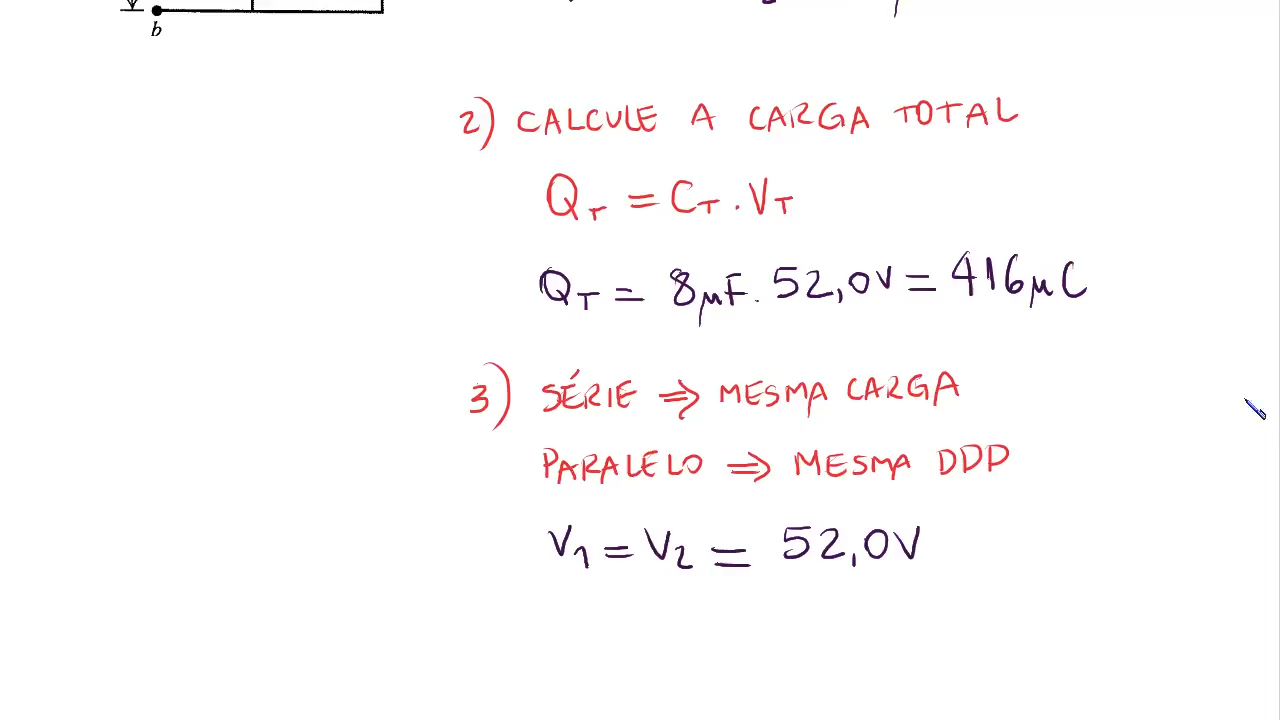 b
2) CALCULE A CARGA TOTAL
Q_T = C_T . V_T
Q_T = 8μF . 52,0V = 416μC
3) SÉRIE ⇒ MESMA CARGA
PARALELO ⇒ MESMA DDP
V_1 = V_2 = 52,0V